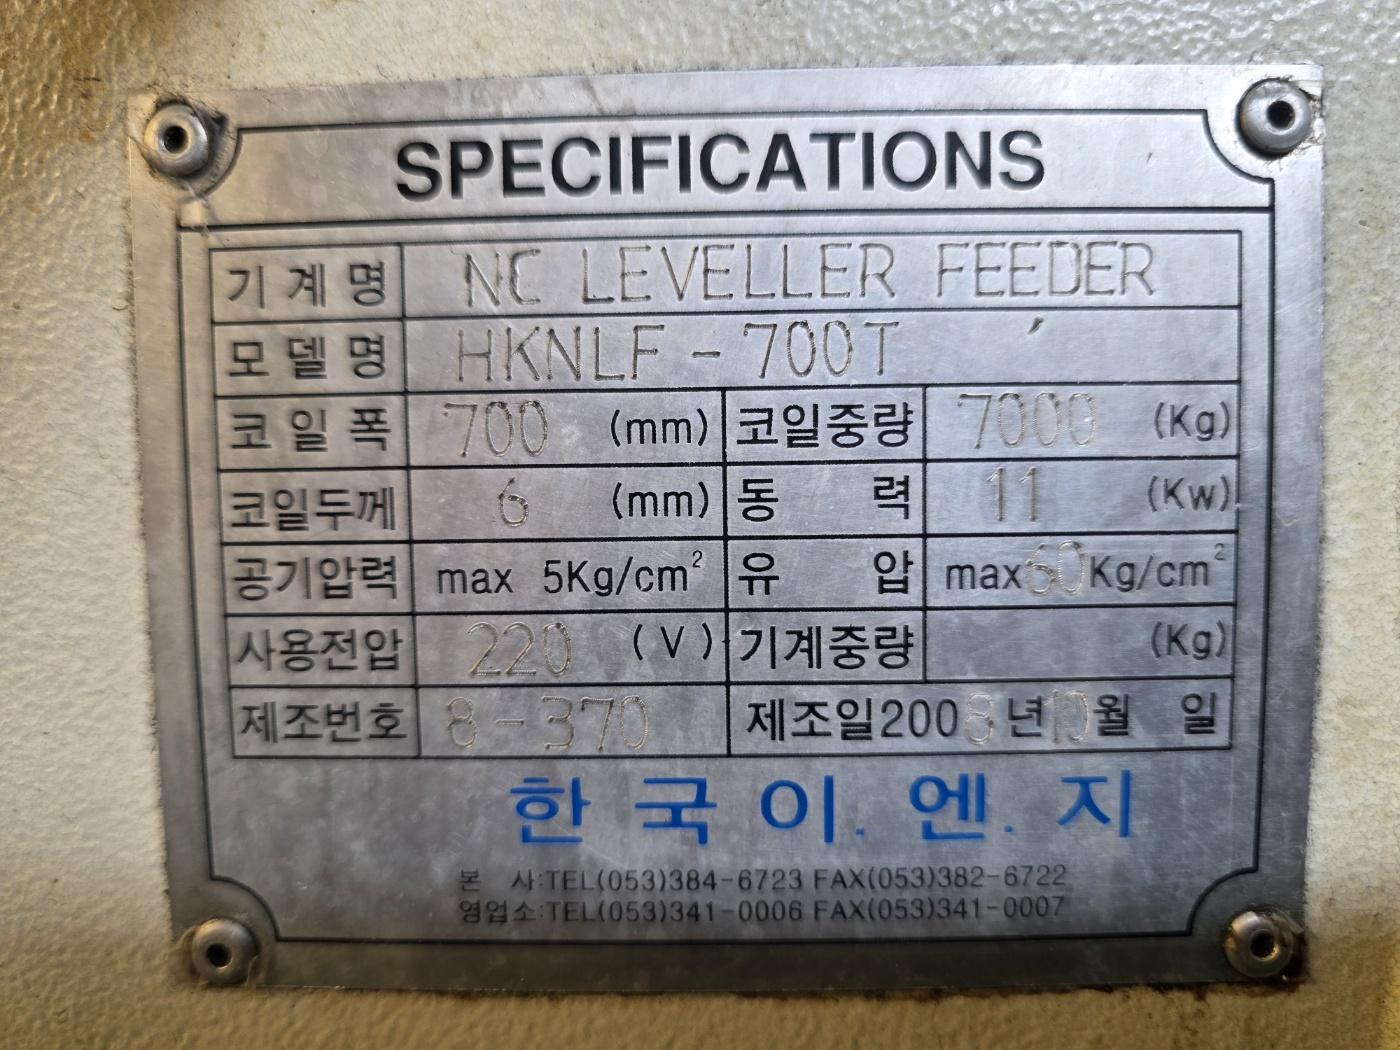 SPECIFICATIONS
기계명 NC LEVELLER FEEDER
모델명 HKNLF-700T
코일폭 700 (mm) 코일중량 7000 (Kg)
코일두께 6 (mm) 동력 11 (Kw)
공기압력 max 5Kg/cm² 유압 max 60Kg/cm²
사용전압 220 (V) 기계중량 (Kg)
제조번호 8-370 제조일 2008년 10월 일
한국이.엔.지
본 사:TEL(053)384-6723 FAX(053)382-6722
영업소:TEL(053)341-0006 FAX(053)341-0007